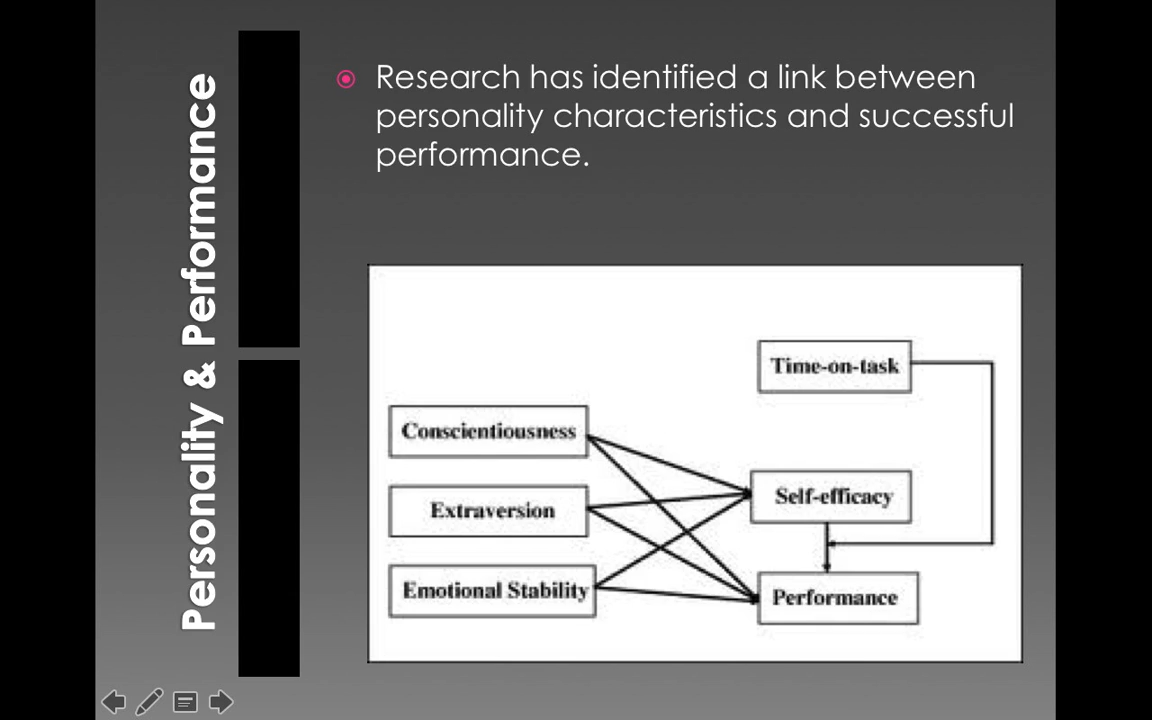 Personality & Performance
Research has identified a link between
personality characteristics and successful
performance.
Time-on-task
Conscientiousness
Self-efficacy
Extraversion
Emotional Stability
Performance